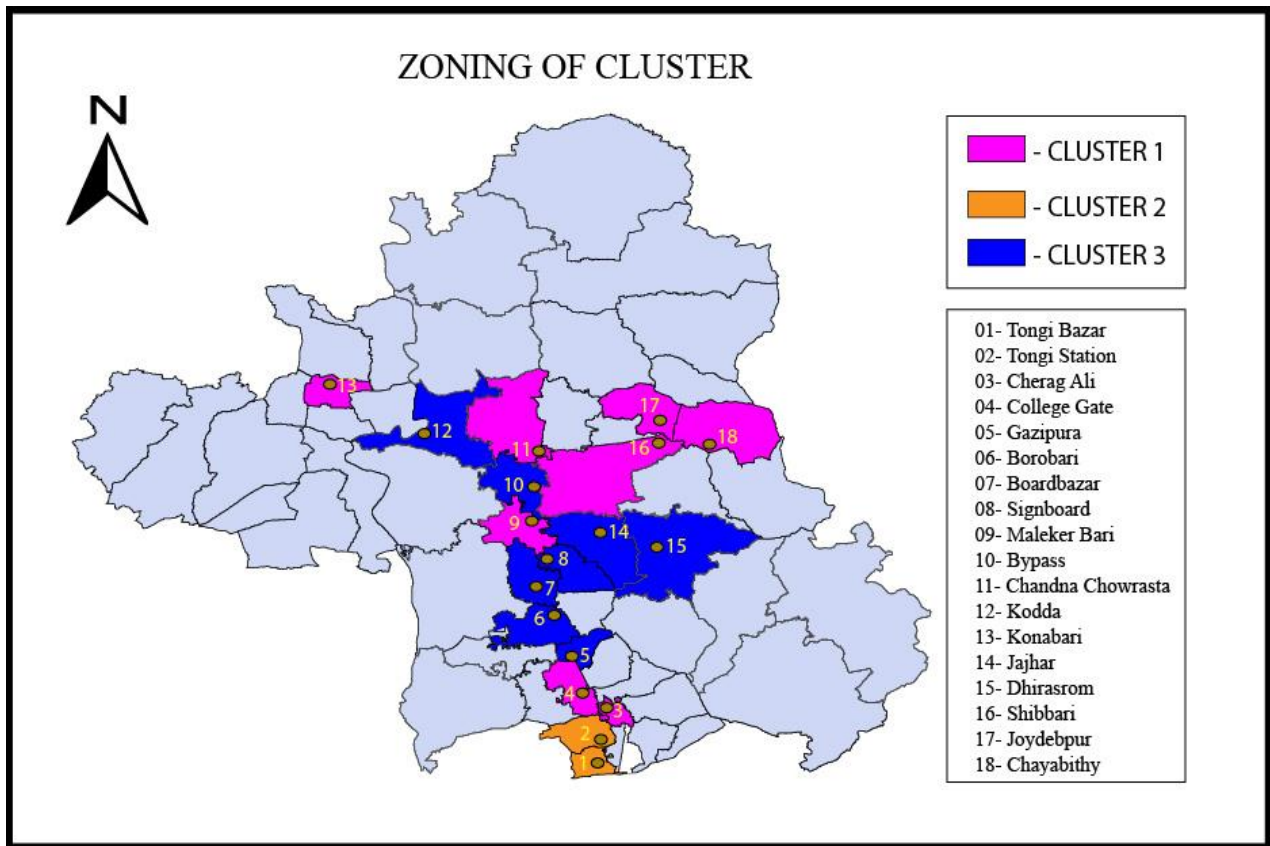 ZONING OF CLUSTER
N
- CLUSTER 1
- CLUSTER 2
- CLUSTER 3
01- Tongi Bazar
02- Tongi Station
03- Cherag Ali
04- College Gate
05- Gazipura
06- Borobari
07- Boardbazar
08- Signboard
09- Maleker Bari
10- Bypass
11- Chandna Chowrasta
12- Kodda
13- Konabari
14- Jajhar
15- Dhirasrom
16- Shibbari
17- Joydebpur
18- Chayabithy
13
17
12
16
18
11
10
9
14
15
8
7
6
5
4
3
2
1